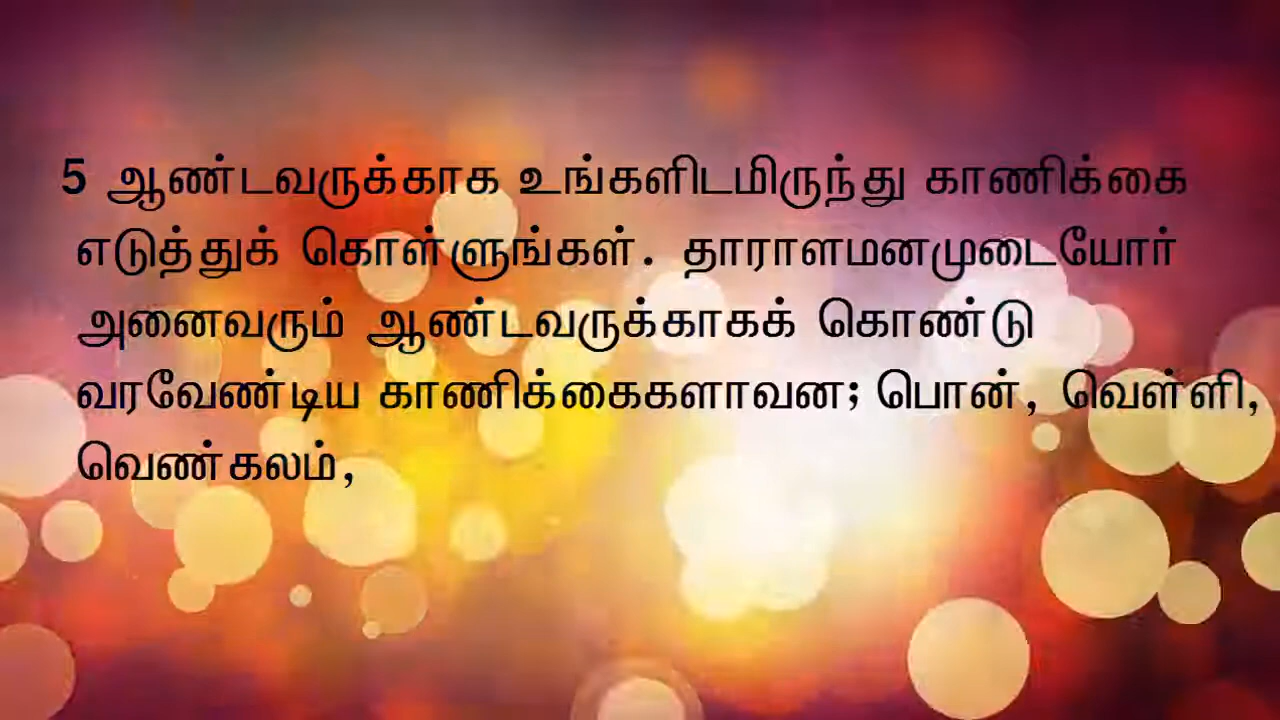 5 ஆண்டவருக்காக உங்களிடமிருந்து காணிக்கை
எடுத்துக் கொள்ளுங்கள். தாராளமனமுடையோர்
அனைவரும் ஆண்டவருக்காகக் கொண்டு
வரவேண்டிய காணிக்கைகளாவன; பொன், வெள்ளி,
வெண்கலம்,